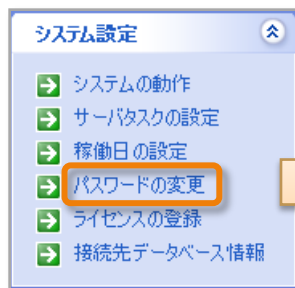 システム設定
システムの動作
サーバタスクの設定
稼働日の設定
パスワードの変更
ライセンスの登録
接続先データベース情報